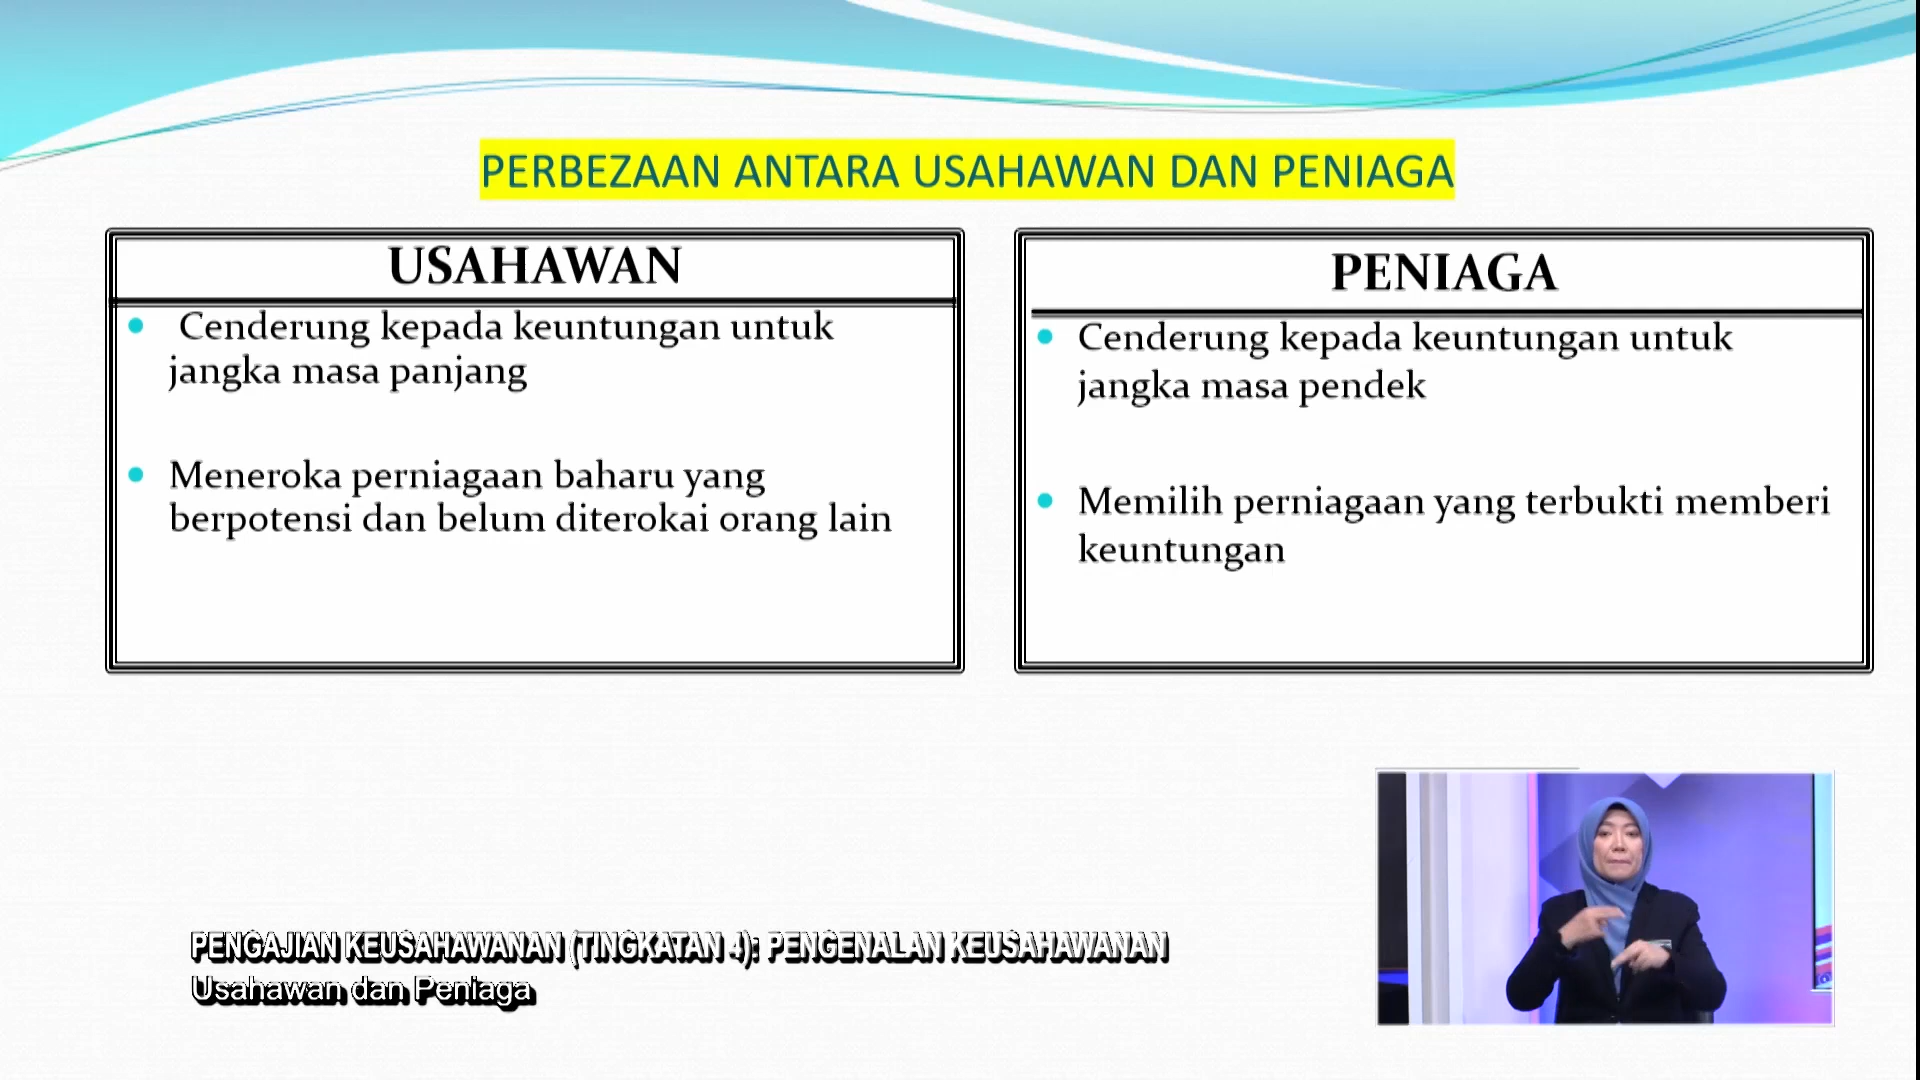 PERBEZAAN ANTARA USAHAWAN DAN PENIAGA
USAHAWAN
Cenderung kepada keuntungan untuk
jangka masa panjang
Meneroka perniagaan baharu yang
berpotensi dan belum diterokai orang lain
PENIAGA
Cenderung kepada keuntungan untuk
jangka masa pendek
Memilih perniagaan yang terbukti memberi
keuntungan
PENGAJIAN KEUSAHAWANAN (TINGKATAN 4): PENGENALAN KEUSAHAWANAN
Usahawan dan Peniaga